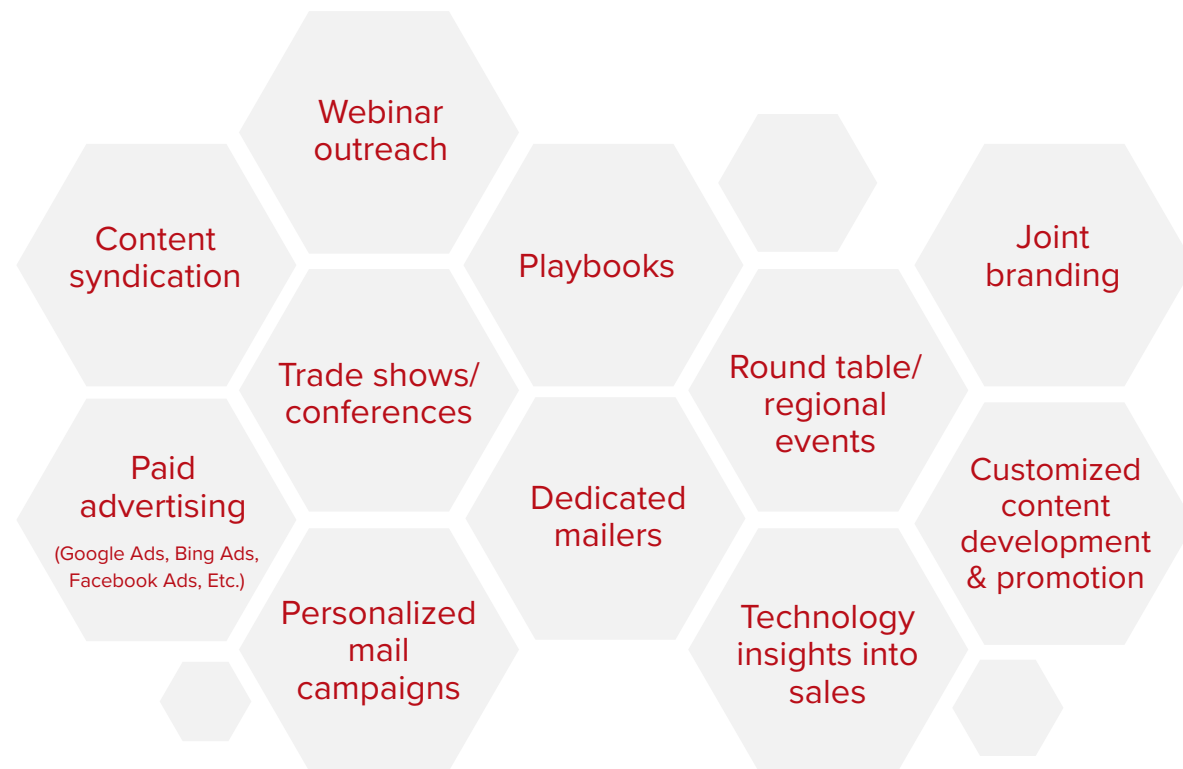 Webinar
outreach
Content
syndication
Playbooks
Joint
branding
Trade shows/
conferences
Round table/
regional
events
Paid
advertising
(Google Ads, Bing Ads,
Facebook Ads, Etc.)
Dedicated
mailers
Customized
content
development
& promotion
Personalized
mail
campaigns
Technology
insights into
sales